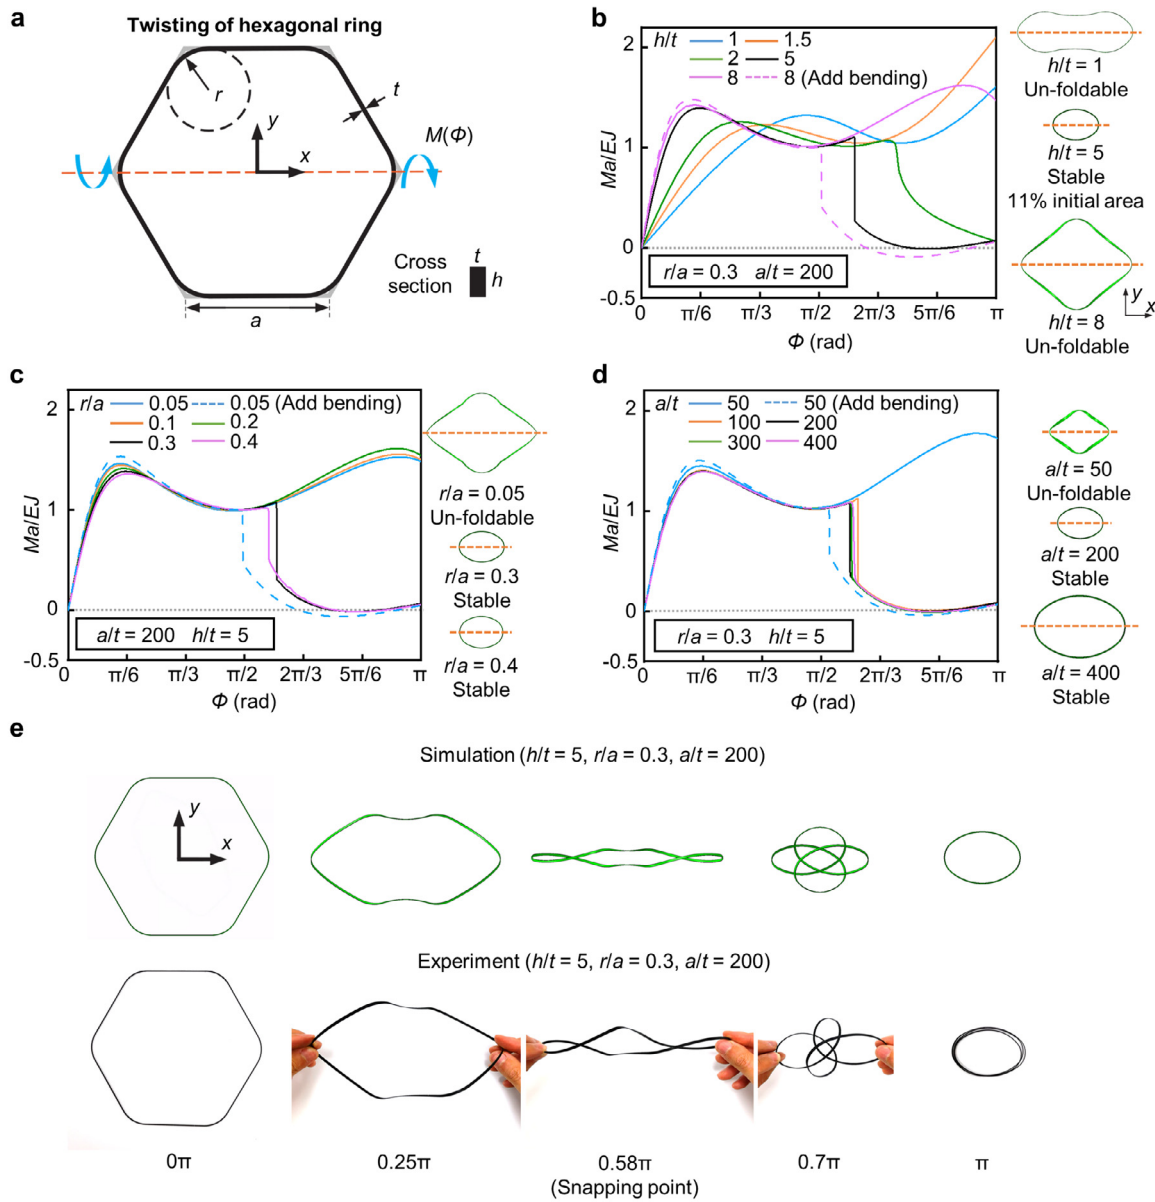 a
Twisting of hexagonal ring
r
t
y
x
M(Φ)
Cross
section
t
h
a
b
h/t
1
1.5
2
5
8
8 (Add bending)
2
1
0
-0.5
Ma/EJ
r/a = 0.3 a/t = 200
0 π/6 π/3 π/2 2π/3 5π/6 π
Φ (rad)
h/t = 1
Un-foldable
h/t = 5
Stable
11% initial area
y
x
h/t = 8
Un-foldable
c
r/a
0.05
0.05 (Add bending)
0.1
0.2
0.3
0.4
2
1
0
-0.5
Ma/EJ
a/t = 200 h/t = 5
0 π/6 π/3 π/2 2π/3 5π/6 π
Φ (rad)
r/a = 0.05
Un-foldable
r/a = 0.3
Stable
r/a = 0.4
Stable
d
a/t
50
50 (Add bending)
100
200
300
400
2
1
0
-0.5
Ma/EJ
r/a = 0.3 h/t = 5
0 π/6 π/3 π/2 2π/3 5π/6 π
Φ (rad)
a/t = 50
Un-foldable
a/t = 200
Stable
a/t = 400
Stable
e
Simulation (h/t = 5, r/a = 0.3, a/t = 200)
y
x
Experiment (h/t = 5, r/a = 0.3, a/t = 200)
0π 0.25π 0.58π 0.7π π
(Snapping point)